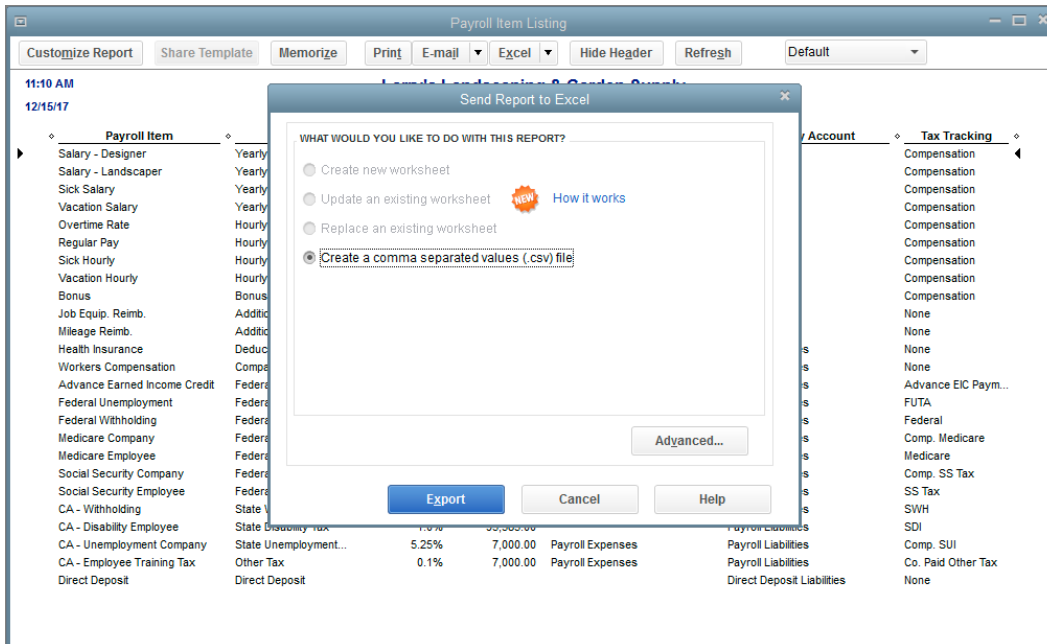 Payroll Item Listing
Customize Report Share Template Memorize Print E-mail Excel Hide Header Refresh Default
11:10 AM
12/15/17
Send Report to Excel
WHAT WOULD YOU LIKE TO DO WITH THIS REPORT?
Create new worksheet
Update an existing worksheet NEW How it works
Replace an existing worksheet
Create a comma separated values (.csv) file
Advanced...
Export Cancel Help
Payroll Item Account Tax Tracking
Salary - Designer Yearly Compensation
Salary - Landscaper Yearly Compensation
Sick Salary Yearly Compensation
Vacation Salary Yearly Compensation
Overtime Rate Hourly Compensation
Regular Pay Hourly Compensation
Sick Hourly Hourly Compensation
Vacation Hourly Hourly Compensation
Bonus Bonus Compensation
Job Equip. Reimb. None
Mileage Reimb. None
Health Insurance None
Workers Compensation None
Advance Earned Income Credit Advance EIC Paym...
Federal Unemployment FUTA
Federal Withholding Federal
Medicare Company Comp. Medicare
Medicare Employee Medicare
Social Security Company Comp. SS Tax
Social Security Employee SS Tax
CA - Withholding State SWH
CA - Disability Employee State Disability Tax Payroll Liabilities SDI
CA - Unemployment Company State Unemployment... 5.25% 7,000.00 Payroll Expenses Payroll Liabilities Comp. SUI
CA - Employee Training Tax Other Tax 0.1% 7,000.00 Payroll Expenses Payroll Liabilities Co. Paid Other Tax
Direct Deposit Direct Deposit Direct Deposit Liabilities None